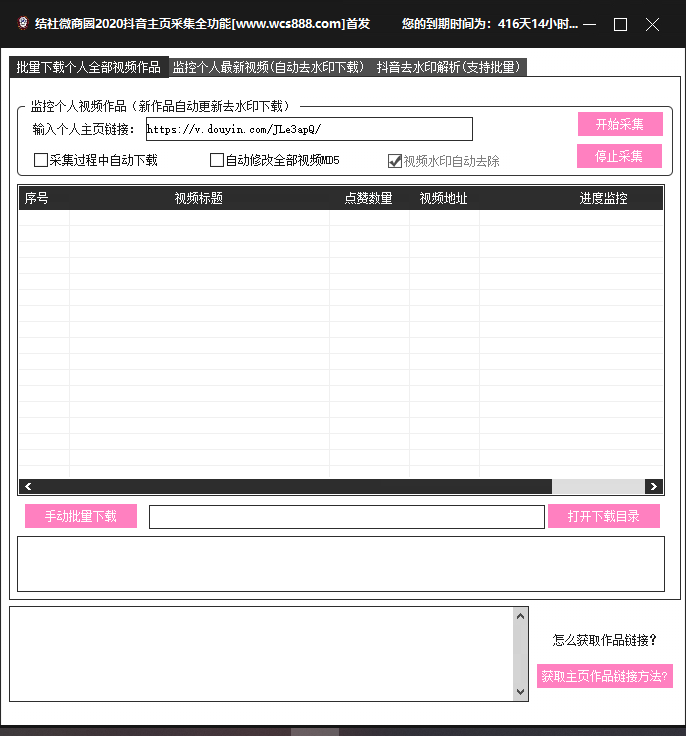 结社微商园2020抖音主页采集全功能[www.wcs888.com]首发 您的到期时间为：416天14小时...
批量下载个人全部视频作品 监控个人最新视频(自动去水印下载) 抖音去水印解析(支持批量)
监控个人视频作品（新作品自动更新去水印下载）
输入个人主页链接： https://v.douyin.com/JLe3apQ/ 开始采集
采集过程中自动下载 自动修改全部视频MD5 视频水印自动去除 停止采集
序号 视频标题 点赞数量 视频地址 进度监控
手动批量下载 打开下载目录
怎么获取作品链接？
获取主页作品链接方法?